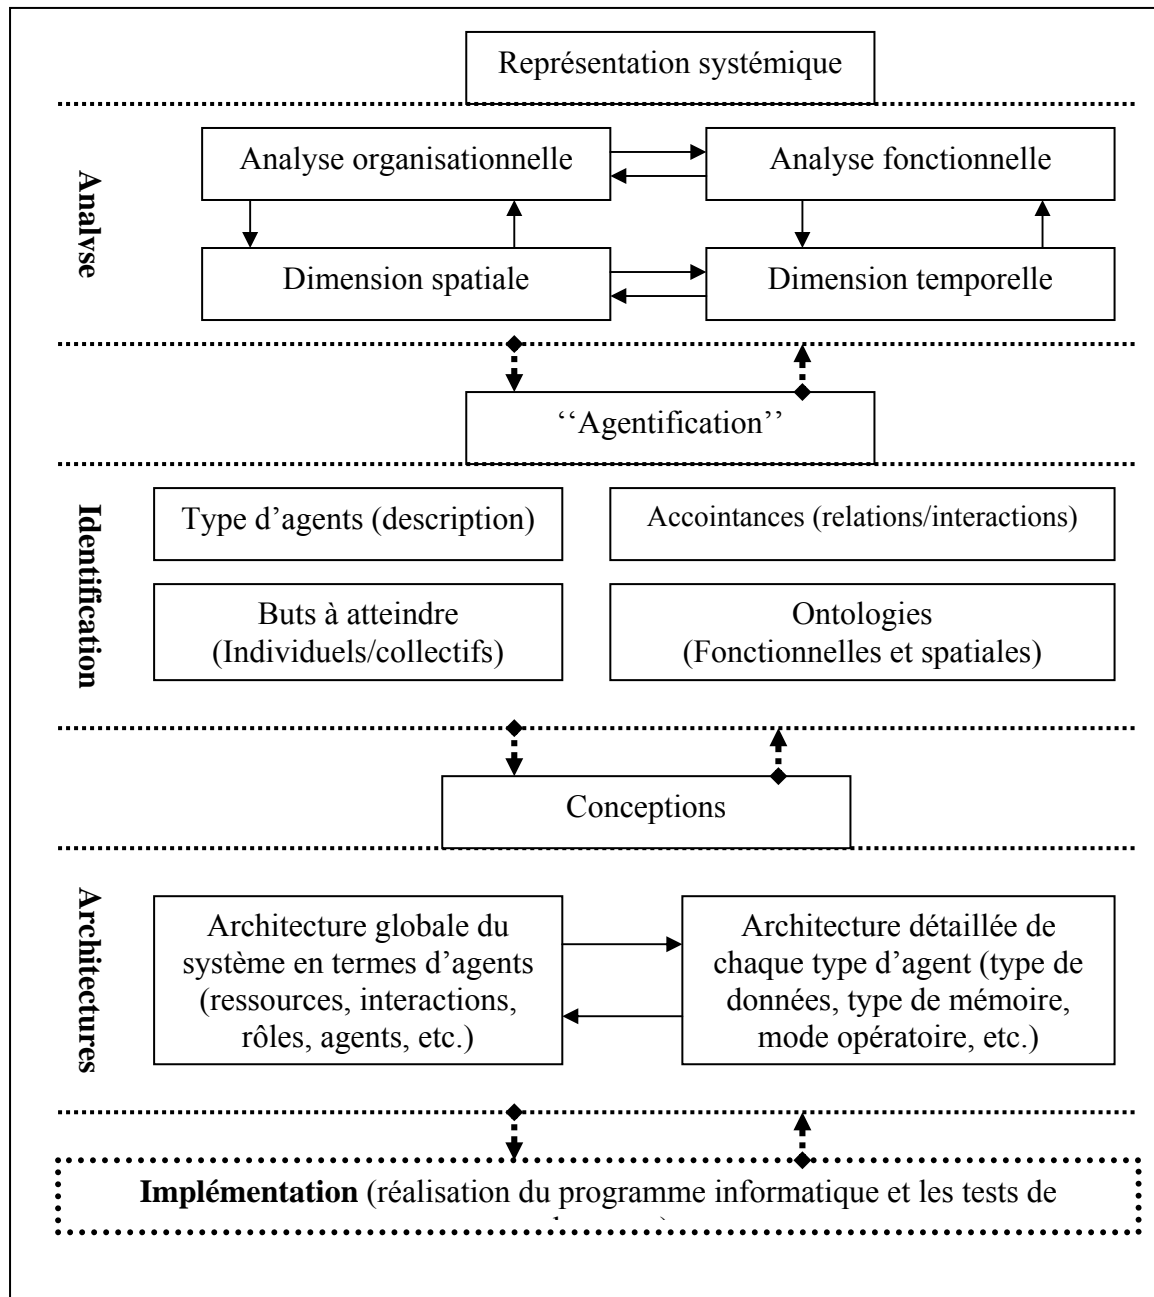 Représentation systémique
Analyse
Analyse organisationnelle
Analyse fonctionnelle
Dimension spatiale
Dimension temporelle
‘‘Agentification’’
Identification
Type d’agents (description)
Accointances (relations/interactions)
Buts à atteindre
(Individuels/collectifs)
Ontologies
(Fonctionnelles et spatiales)
Conceptions
Architectures
Architecture globale du
système en termes d’agents
(ressources, interactions,
rôles, agents, etc.)
Architecture détaillée de
chaque type d’agent (type de
données, type de mémoire,
mode opératoire, etc.)
Implémentation (réalisation du programme informatique et les tests de